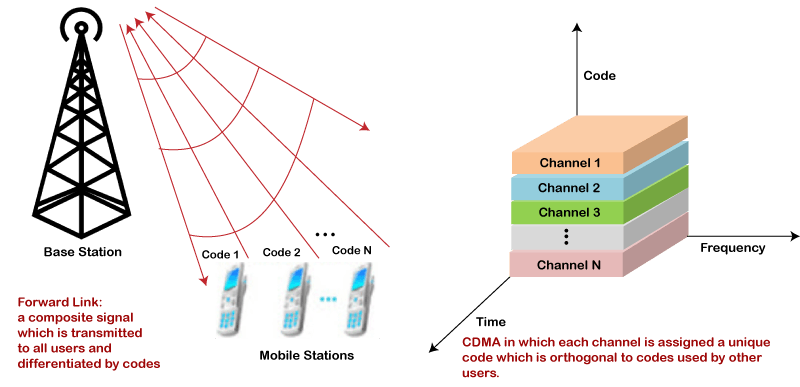 Base Station
Code 1
Code 2
Code N
...
...
Forward Link:
a composite signal
which is transmitted
to all users and
differentiated by codes
Mobile Stations
Code
Channel 1
Channel 2
Channel 3
Channel N
Frequency
Time
CDMA in which each channel is assigned a unique
code which is orthogonal to codes used by other
users.